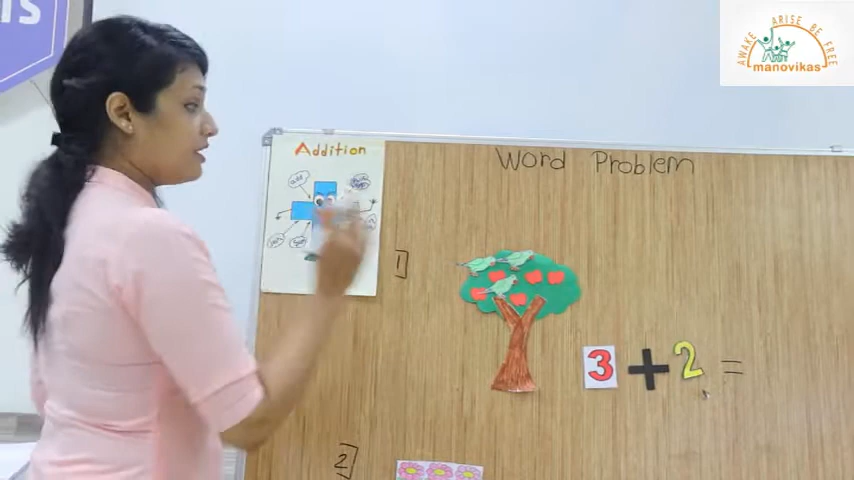 AWAKE ARISE BE FREE
manovikas
Addition
Word Problem
1]
3 + 2 =
2]